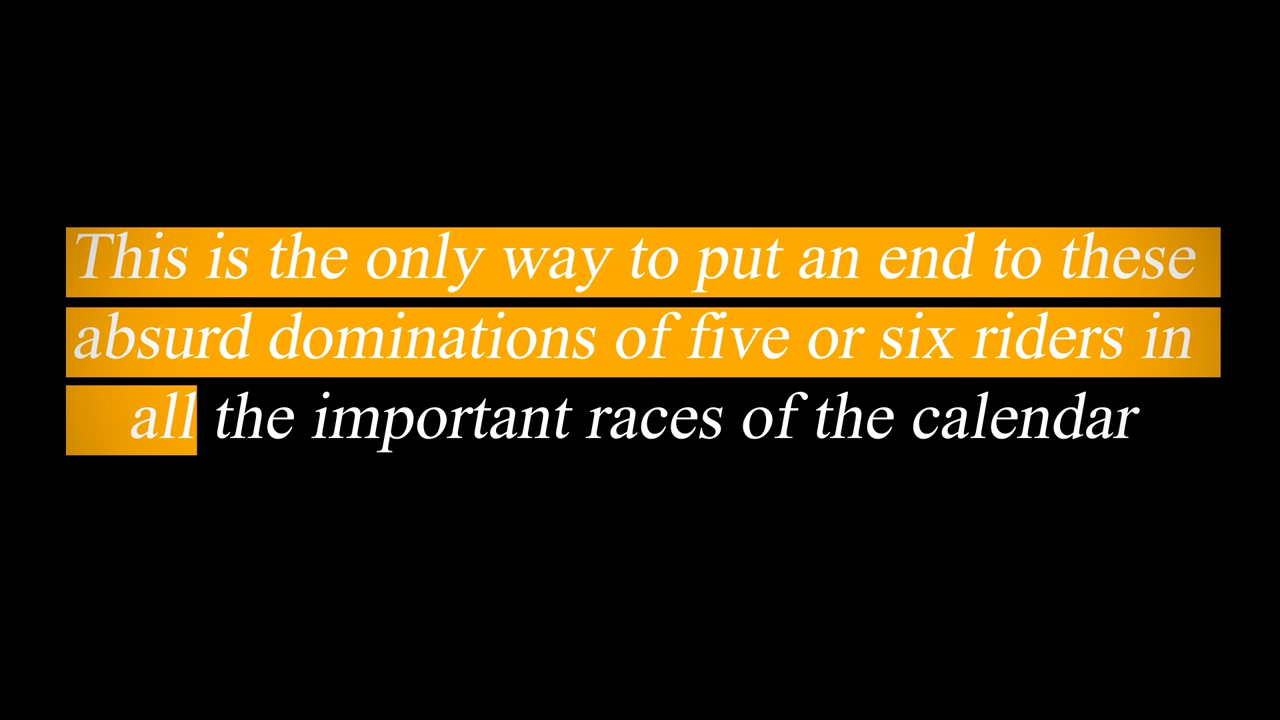 This is the only way to put an end to these
absurd dominations of five or six riders in
all the important races of the calendar